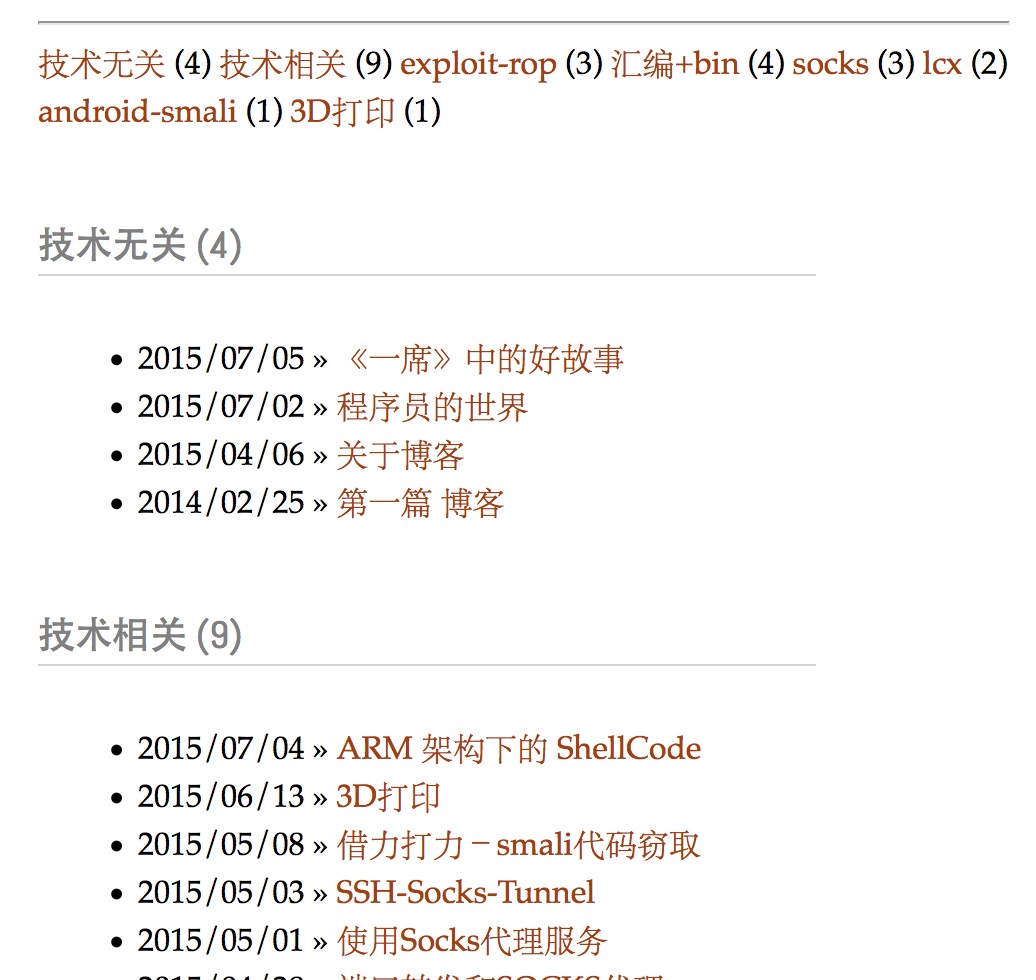 技术无关 (4) 技术相关 (9) exploit-rop (3) 汇编+bin (4) socks (3) lcx (2)
android-smali (1) 3D打印 (1)
技术无关 (4)
• 2015/07/05 » 《一席》中的好故事
• 2015/07/02 » 程序员的世界
• 2015/04/06 » 关于博客
• 2014/02/25 » 第一篇 博客
技术相关 (9)
• 2015/07/04 » ARM 架构下的 ShellCode
• 2015/06/13 » 3D打印
• 2015/05/08 » 借力打力－smali代码窃取
• 2015/05/03 » SSH-Socks-Tunnel
• 2015/05/01 » 使用Socks代理服务